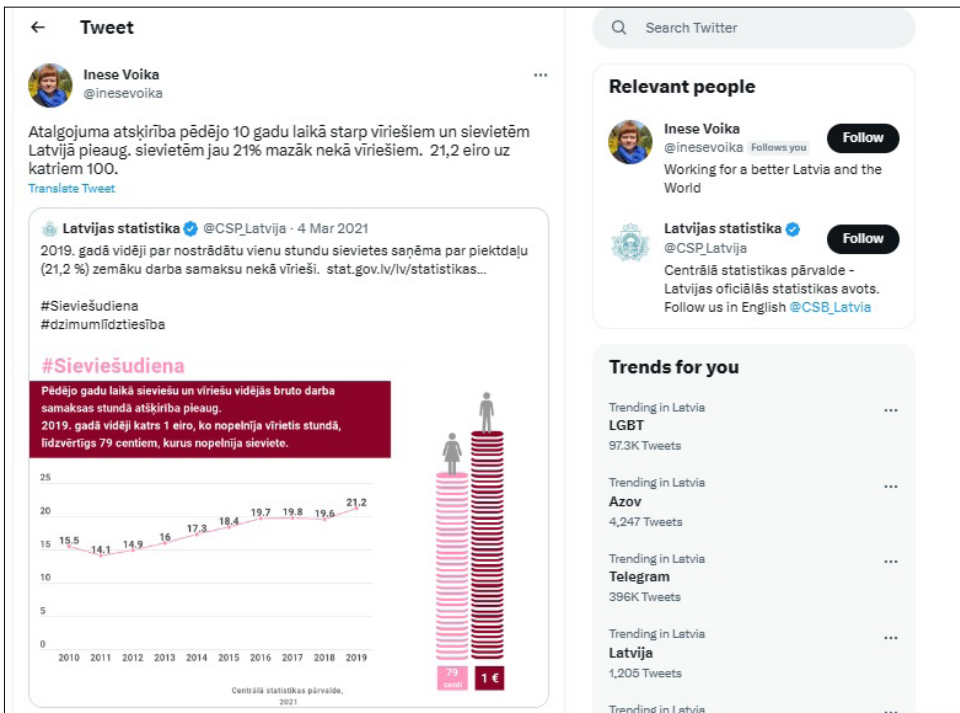 Tweet
Search Twitter
Inese Voika
@inesevoika
Atalgojuma atsķirība pēdējo 10 gadu laikā starp vīriešiem un sievietēm
Latvijā pieaug. sievietēm jau 21% mazāk nekā vīriešiem. 21,2 eiro uz
katriem 100.
Translate Tweet
Latvijas statistika @CSP_Latvija · 4 Mar 2021
2019. gadā vidēji par nostrādātu vienu stundu sievietes saņēma par piektdaļu
(21,2 %) zemāku darba samaksu nekā vīrieši. stat.gov.lv/lv/statistikas...
#Sieviešudiena
#dzimumlīdztiesība
#Sieviešudiena
Pēdējo gadu laikā sieviešu un vīriešu vidējās bruto darba
samaksas stundā atšķirība pieaug.
2019. gadā vidēji katrs 1 eiro, ko nopelnīja vīrietis stundā,
līdzvērtīgs 79 centiem, kurus nopelnīja sieviete.
25
20
15
10
5
0
15.5
14.1
14.9
16
17.3
18.4
19.7
19.8
19.6
21.2
2010 2011 2012 2013 2014 2015 2016 2017 2018 2019
79
centi
1 €
Centrālā statistikas pārvalde,
2021
Relevant people
Inese Voika
@inesevoika Follows you
Follow
Working for a better Latvia and the
World
Latvijas statistika
@CSP_Latvija
Follow
Centrālā statistikas pārvalde -
Latvijas oficiālās statistikas avots.
Follow us in English @CSB_Latvia
Trends for you
Trending in Latvia
LGBT
97.3K Tweets
Trending in Latvia
Azov
4,247 Tweets
Trending in Latvia
Telegram
396K Tweets
Trending in Latvia
Latvija
1,205 Tweets
Trending in Latvia